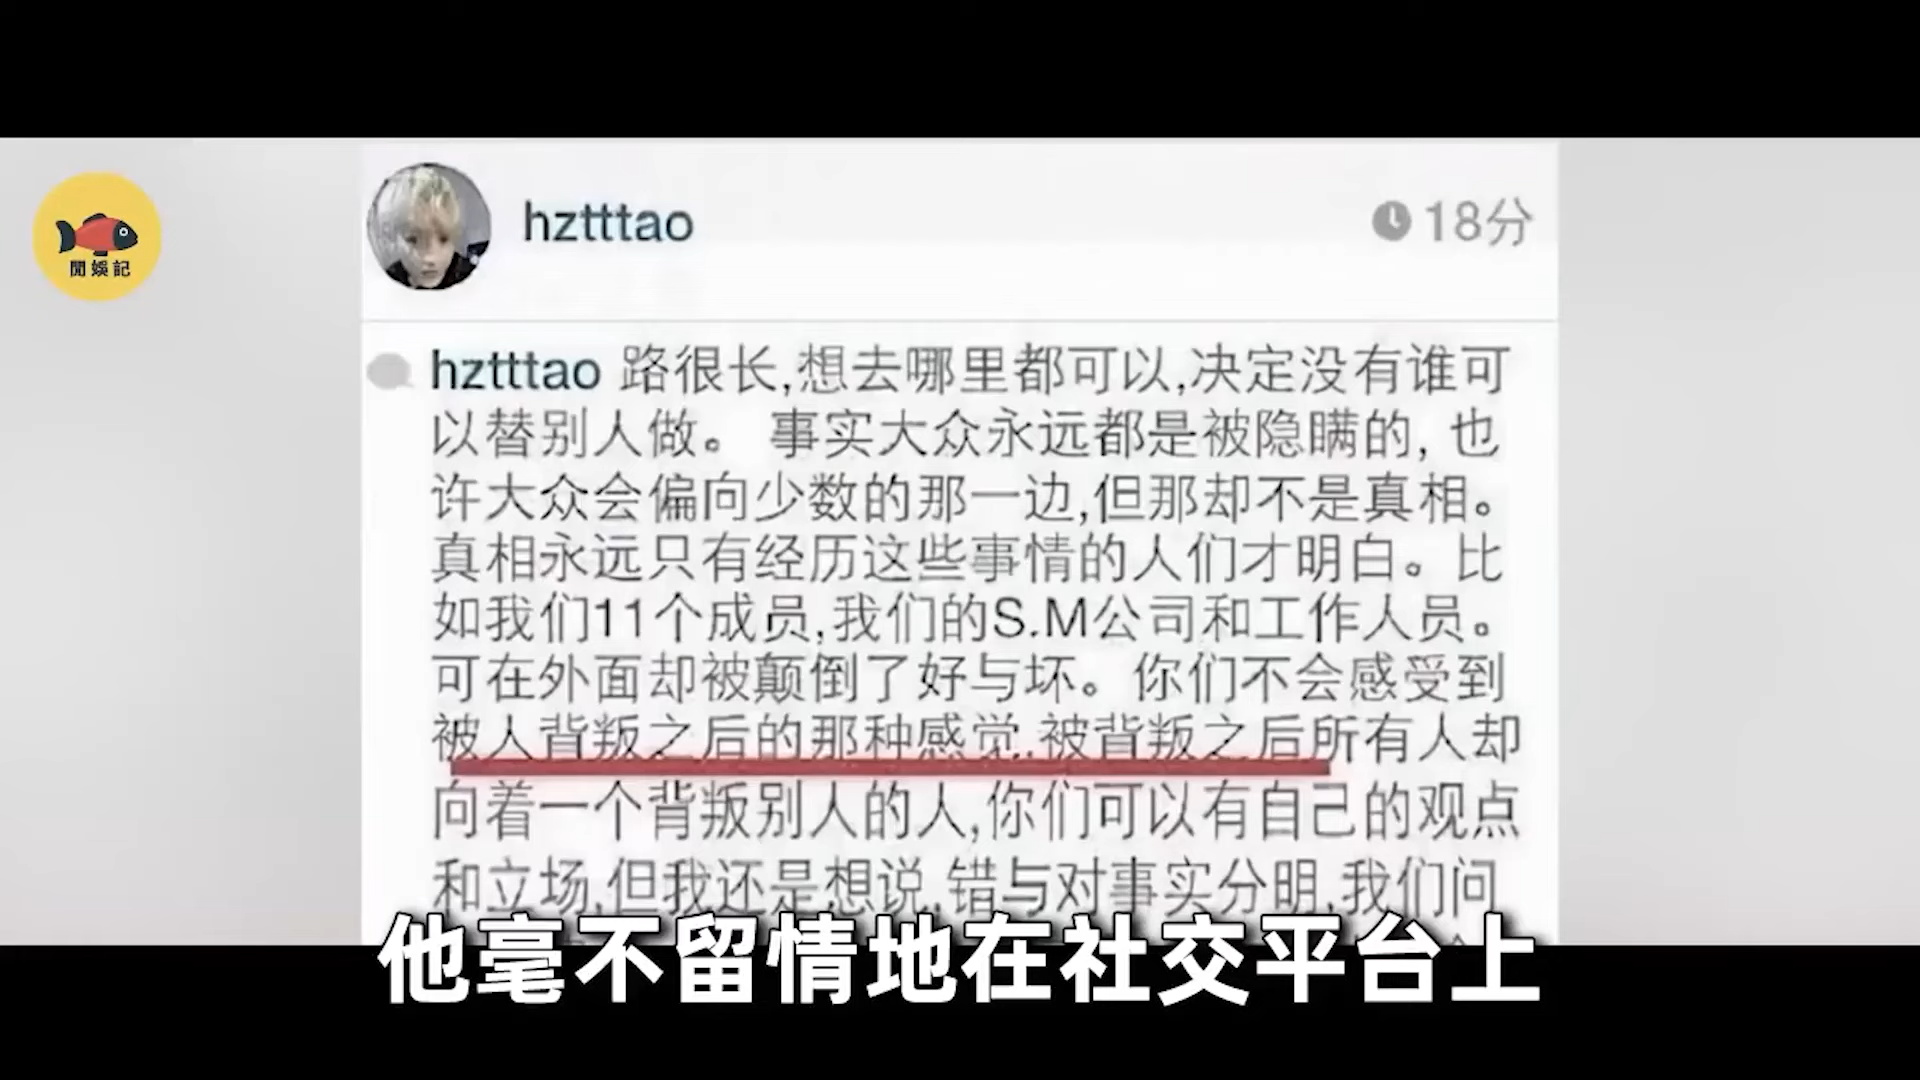 閒娛記
hztttao
18分
hztttao 路很长,想去哪里都可以,决定没有谁可
以替别人做。 事实大众永远都是被隐瞒的, 也
许大众会偏向少数的那一边,但那却不是真相。
真相永远只有经历这些事情的人们才明白。比
如我们11个成员,我们的S.M公司和工作人员。
可在外面却被颠倒了好与坏。你们不会感受到
被人背叛之后的那种感觉.被背叛之后所有人却
向着一个背叛别人的人,你们可以有自己的观点
和立场,但我还是想说,错与对事实分明,我们问
他毫不留情地在社交平台上